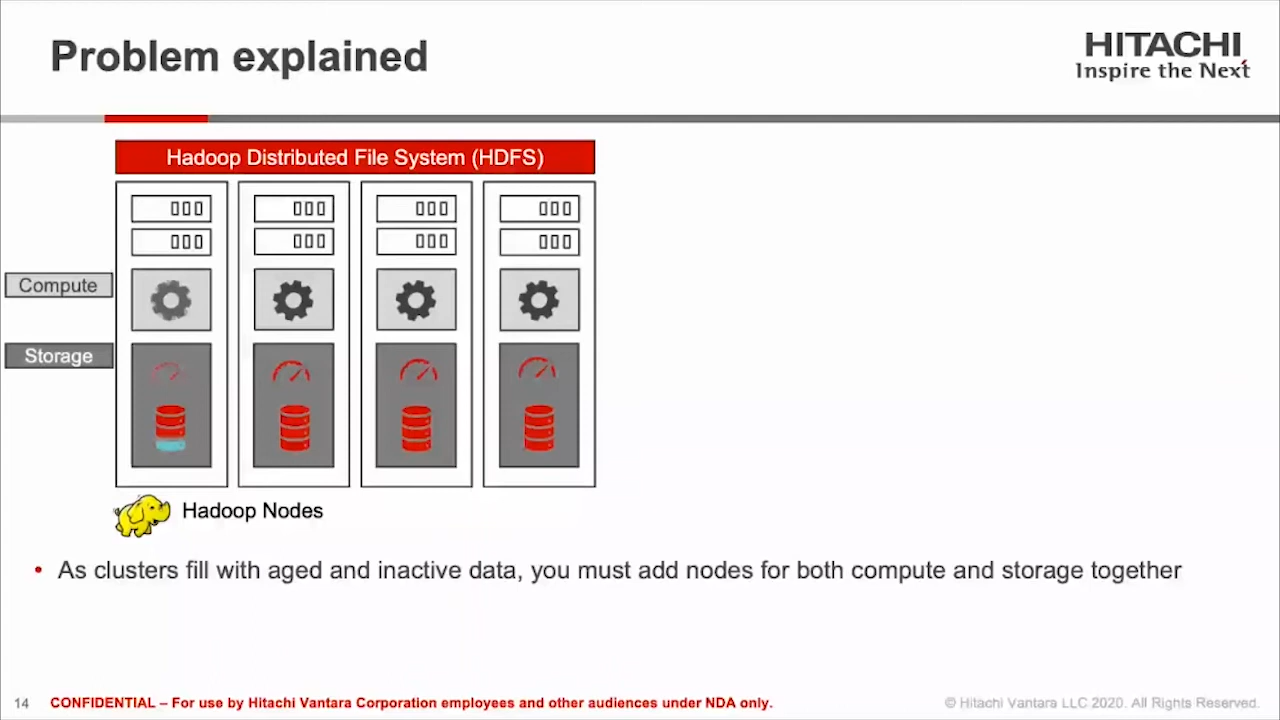 Problem explained
HITACHI
Inspire the Next
Hadoop Distributed File System (HDFS)
Compute
Storage
Hadoop Nodes
• As clusters fill with aged and inactive data, you must add nodes for both compute and storage together
14 CONFIDENTIAL – For use by Hitachi Vantara Corporation employees and other audiences under NDA only.
© Hitachi Vantara LLC 2020. All Rights Reserved.